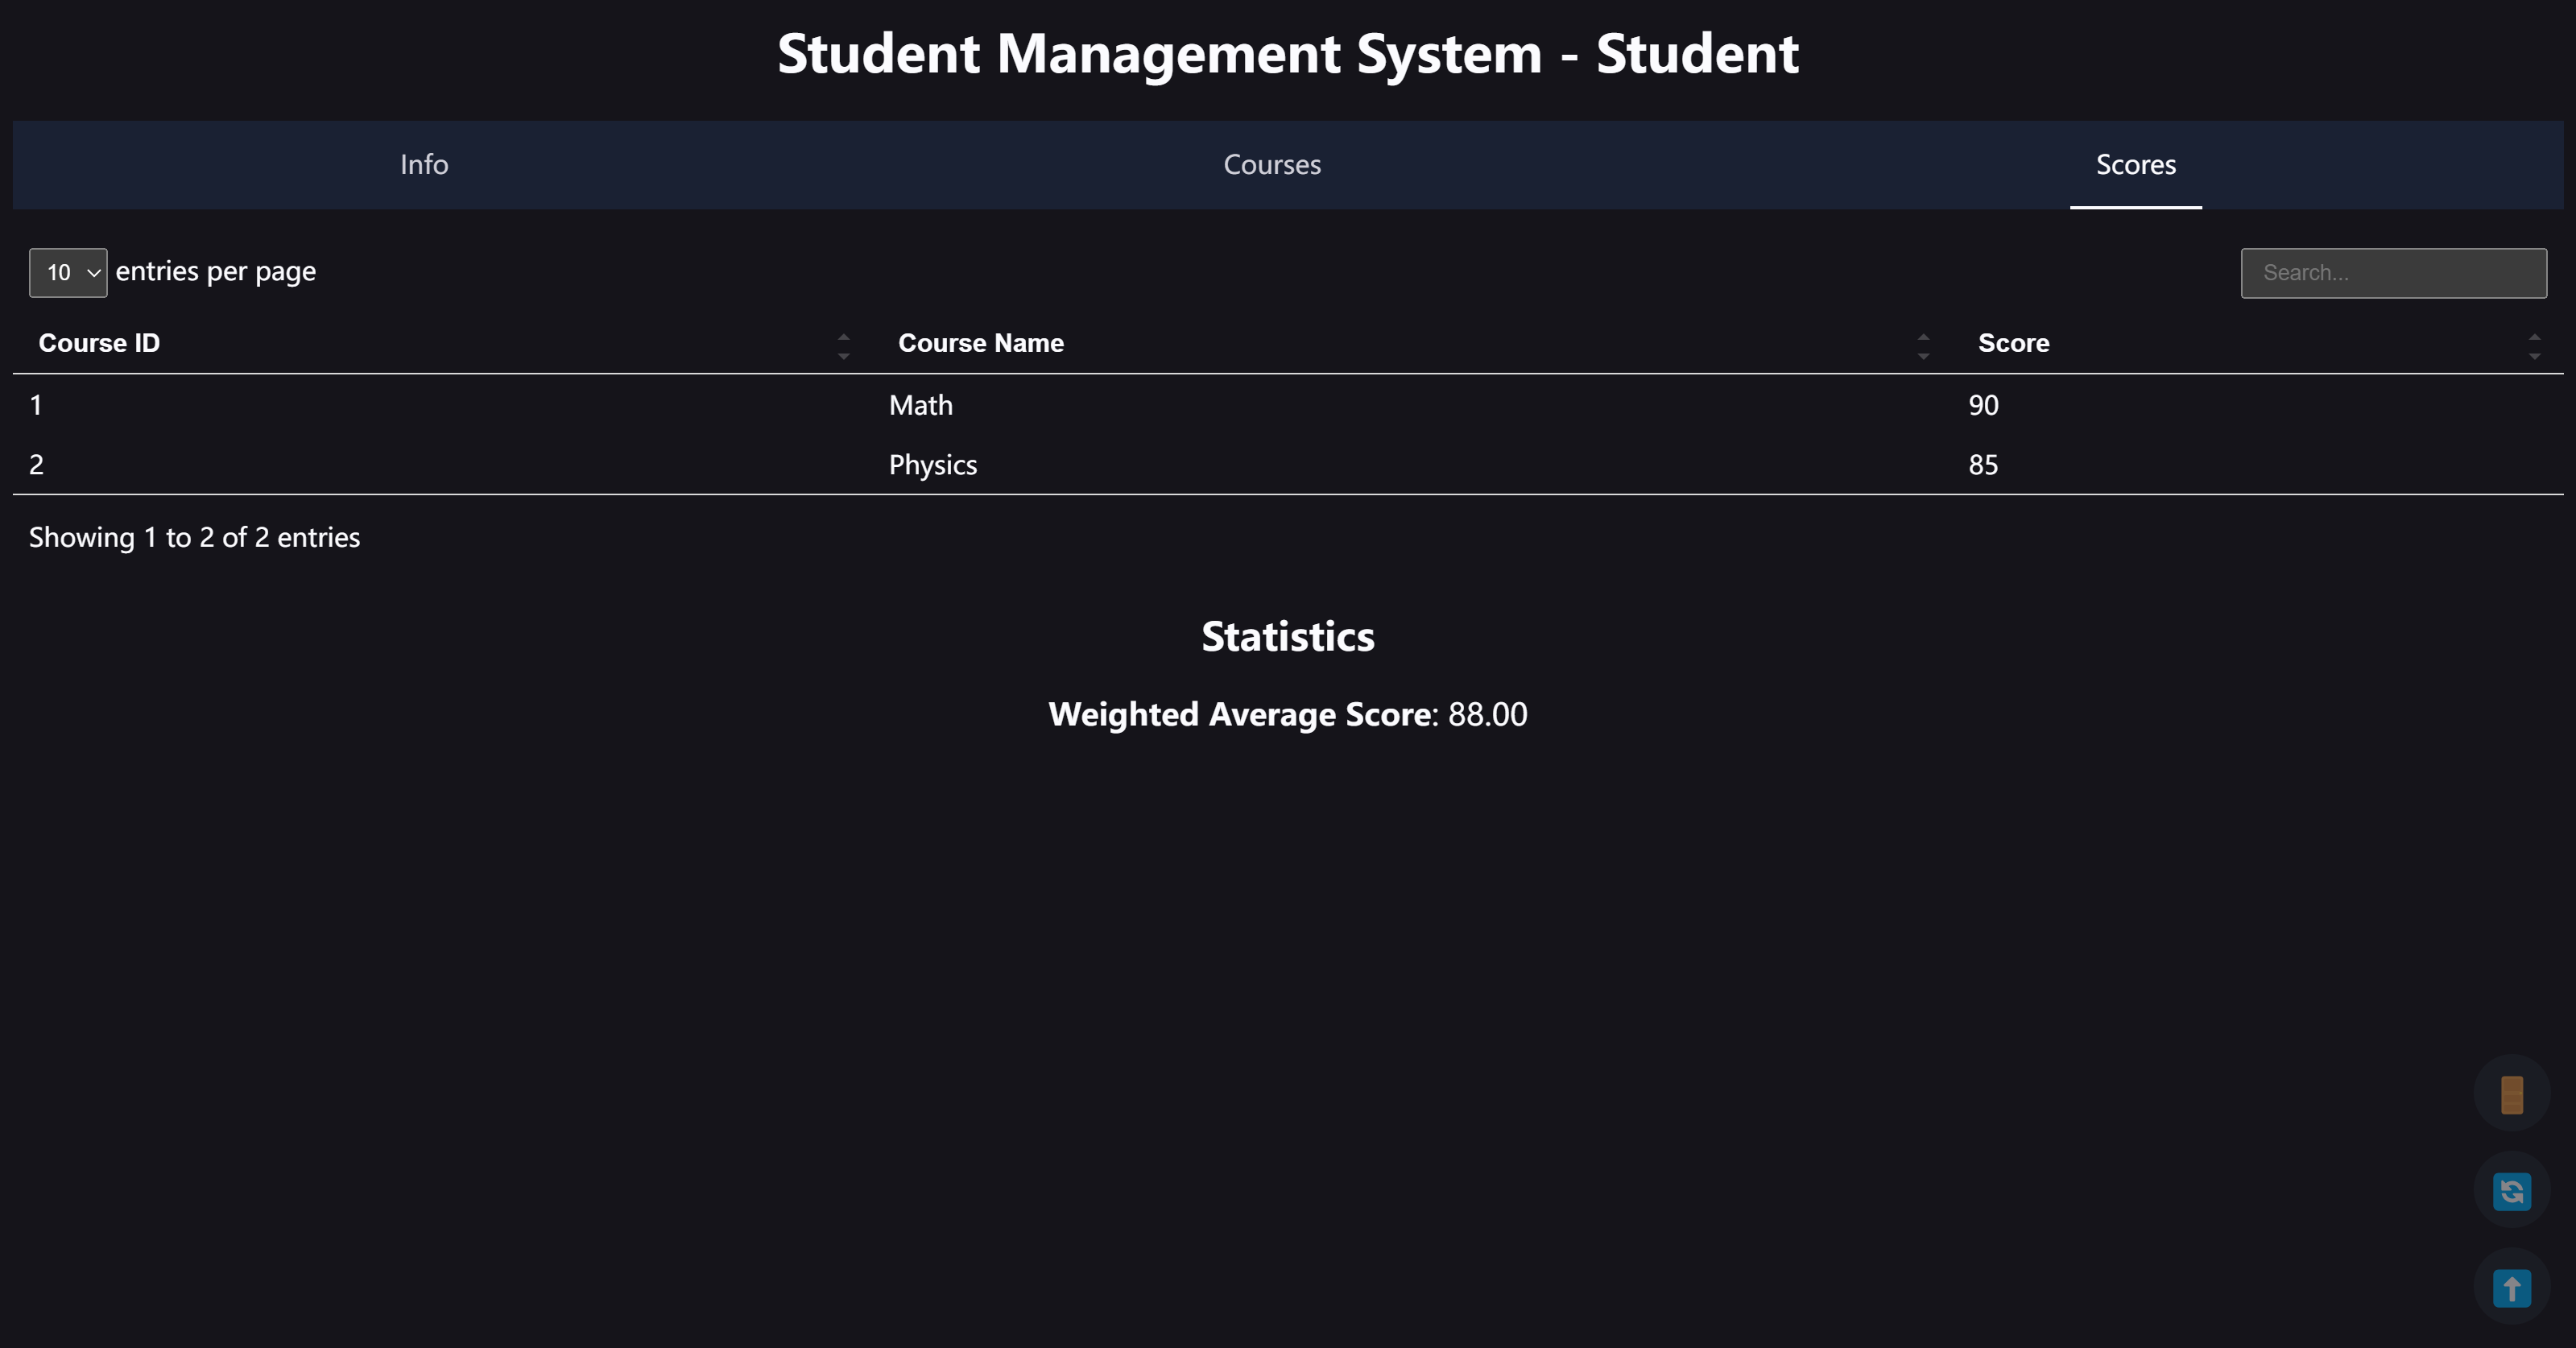 Student Management System - Student
Info Courses Scores
10 entries per page Search...
Course ID Course Name Score
1 Math 90
2 Physics 85
Showing 1 to 2 of 2 entries
Statistics
Weighted Average Score: 88.00